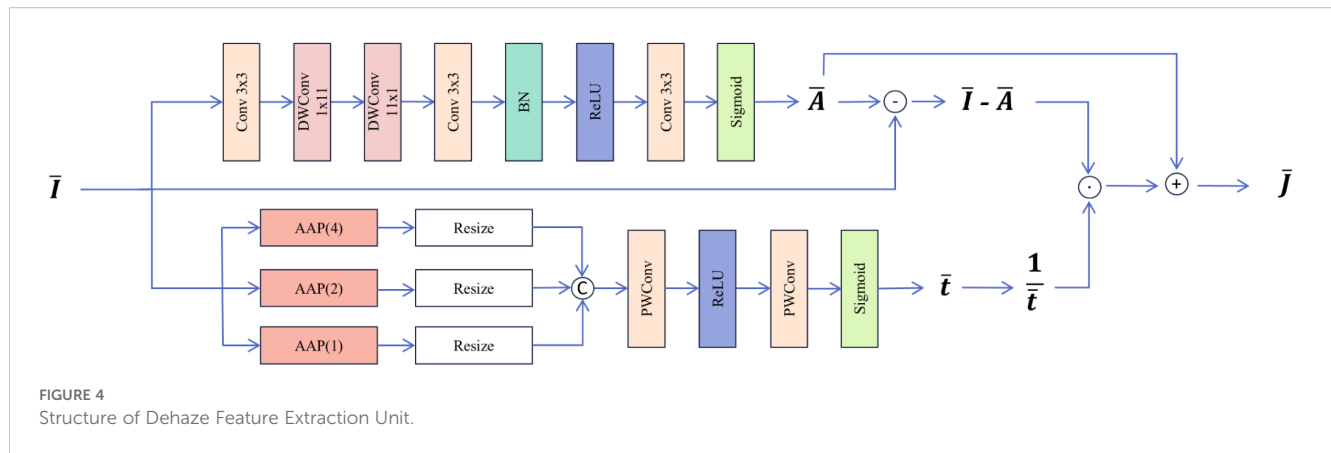 Conv 3x3
DWConv
1x11
DWConv
11x1
Conv 3x3
BN
ReLU
Conv 3x3
Sigmoid
Ā
-
Ī - Ā
Ī
·
+
J̄
AAP(4)
Resize
AAP(2)
Resize
AAP(1)
Resize
C
PWConv
ReLU
PWConv
Sigmoid
t̄
1
t̄
FIGURE 4
Structure of Dehaze Feature Extraction Unit.